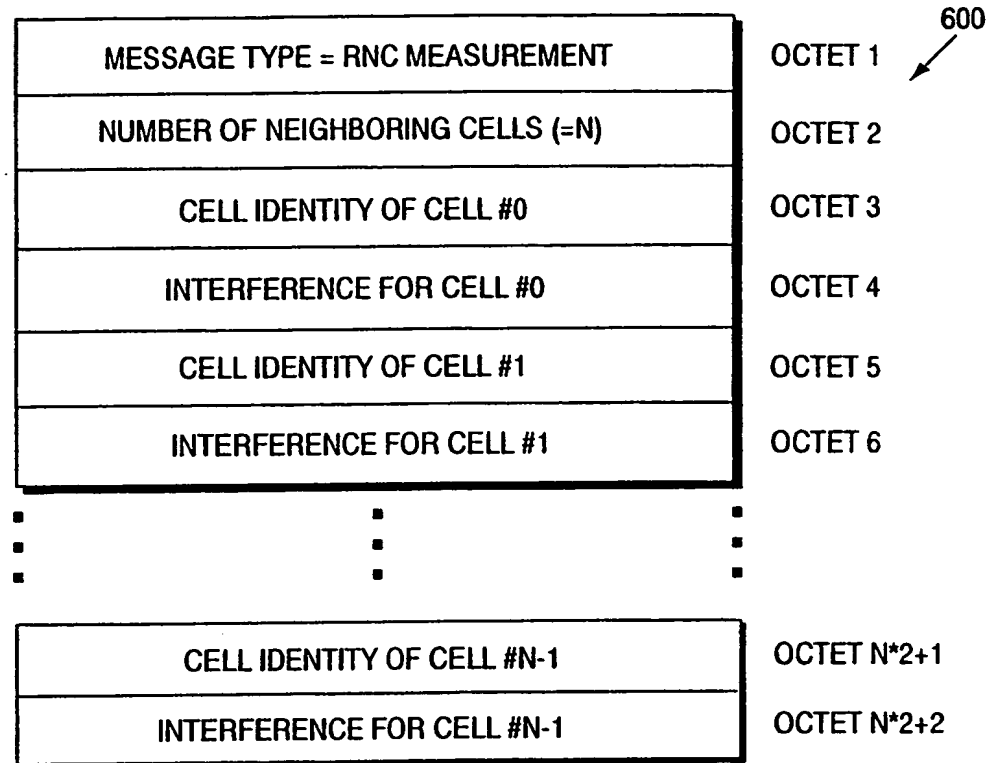 600
MESSAGE TYPE = RNC MEASUREMENT OCTET 1
NUMBER OF NEIGHBORING CELLS (=N) OCTET 2
CELL IDENTITY OF CELL #0 OCTET 3
INTERFERENCE FOR CELL #0 OCTET 4
CELL IDENTITY OF CELL #1 OCTET 5
INTERFERENCE FOR CELL #1 OCTET 6
CELL IDENTITY OF CELL #N-1 OCTET N*2+1
INTERFERENCE FOR CELL #N-1 OCTET N*2+2